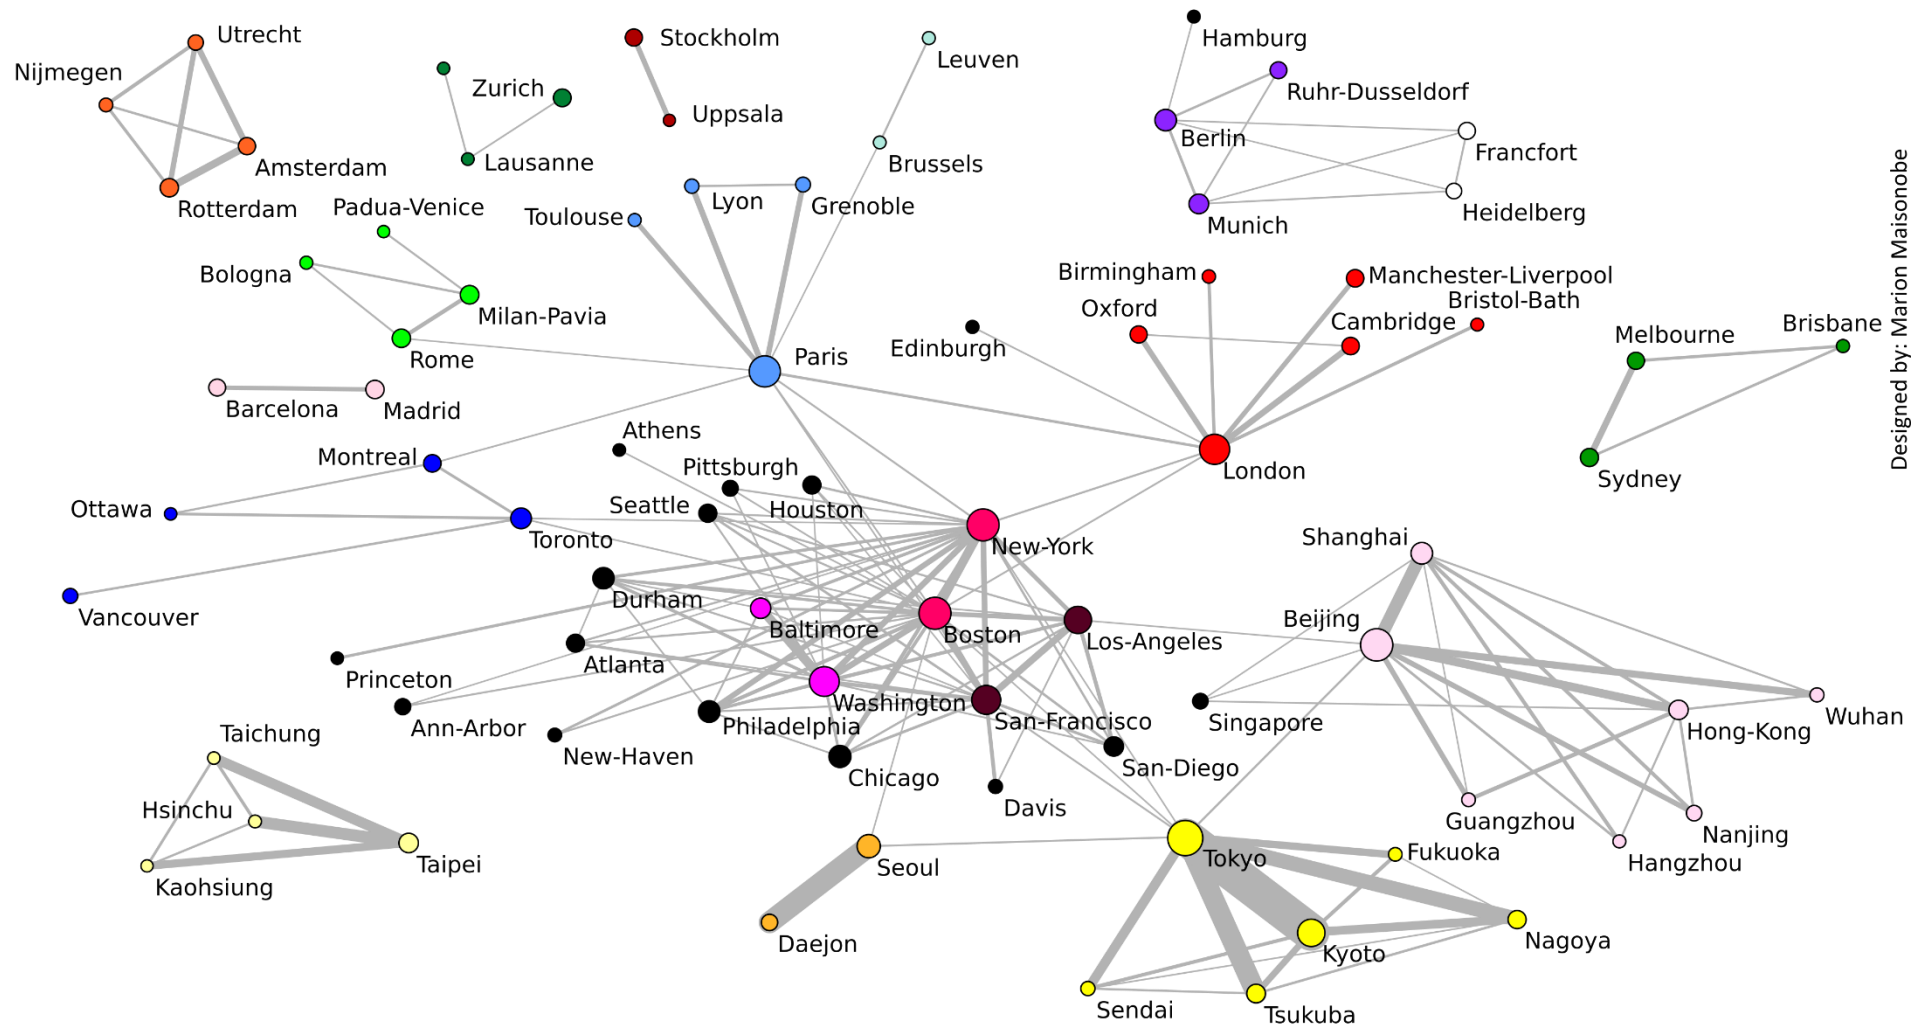 Hamburg
Utrecht
Stockholm
Leuven
Nijmegen
Zurich
Ruhr-Dusseldorf
Uppsala
Berlin
Francfort
Amsterdam
Lausanne
Brussels
Rotterdam
Padua-Venice
Toulouse
Lyon
Grenoble
Heidelberg
Munich
Designed by: Marion Maisonobe
Bologna
Birmingham
Manchester-Liverpool
Bristol-Bath
Milan-Pavia
Oxford
Cambridge
Melbourne
Brisbane
Rome
Paris
Edinburgh
Barcelona
Madrid
Athens
Montreal
Pittsburgh
London
Sydney
Ottawa
Seattle
Houston
Toronto
New-York
Shanghai
Vancouver
Durham
Baltimore
Boston
Los-Angeles
Beijing
Princeton
Atlanta
Washington
Ann-Arbor
Philadelphia
San-Francisco
Singapore
Hong-Kong
Wuhan
Taichung
New-Haven
Chicago
San-Diego
Hsinchu
Davis
Guangzhou
Nanjing
Kaohsiung
Taipei
Seoul
Tokyo
Fukuoka
Hangzhou
Daejon
Kyoto
Nagoya
Sendai
Tsukuba